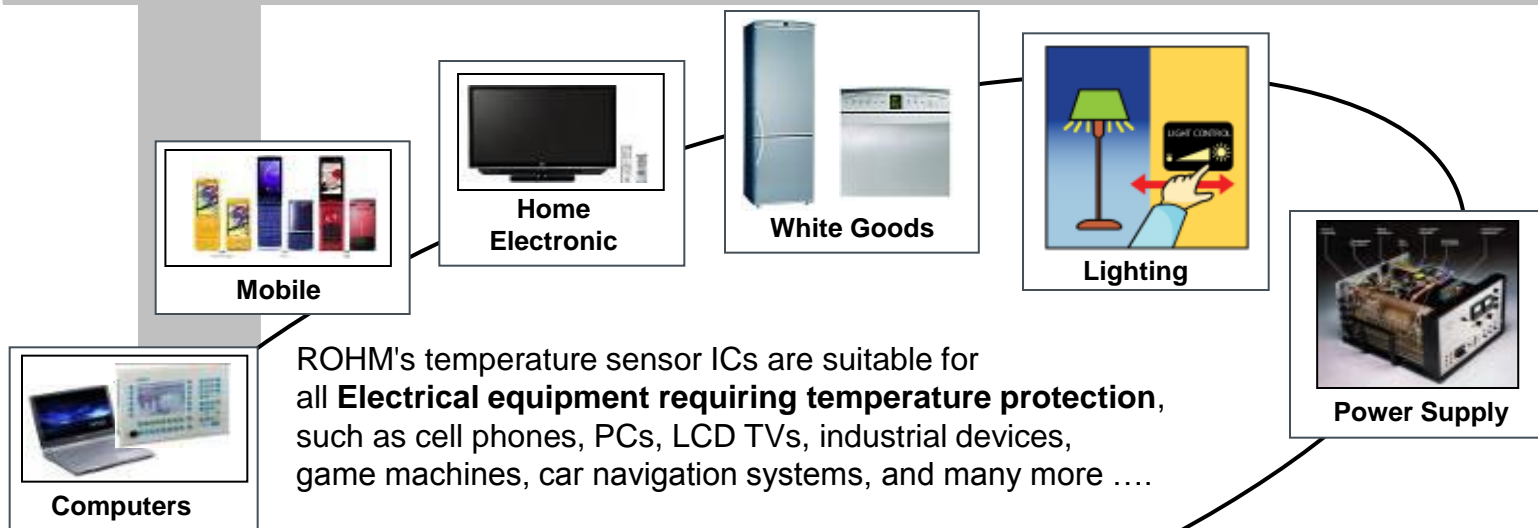 Home
Electronic
White Goods
LIGHT CONTROL
Lighting
Mobile
Power Supply
Computers
ROHM's temperature sensor ICs are suitable for
all Electrical equipment requiring temperature protection,
such as cell phones, PCs, LCD TVs, industrial devices,
game machines, car navigation systems, and many more ….